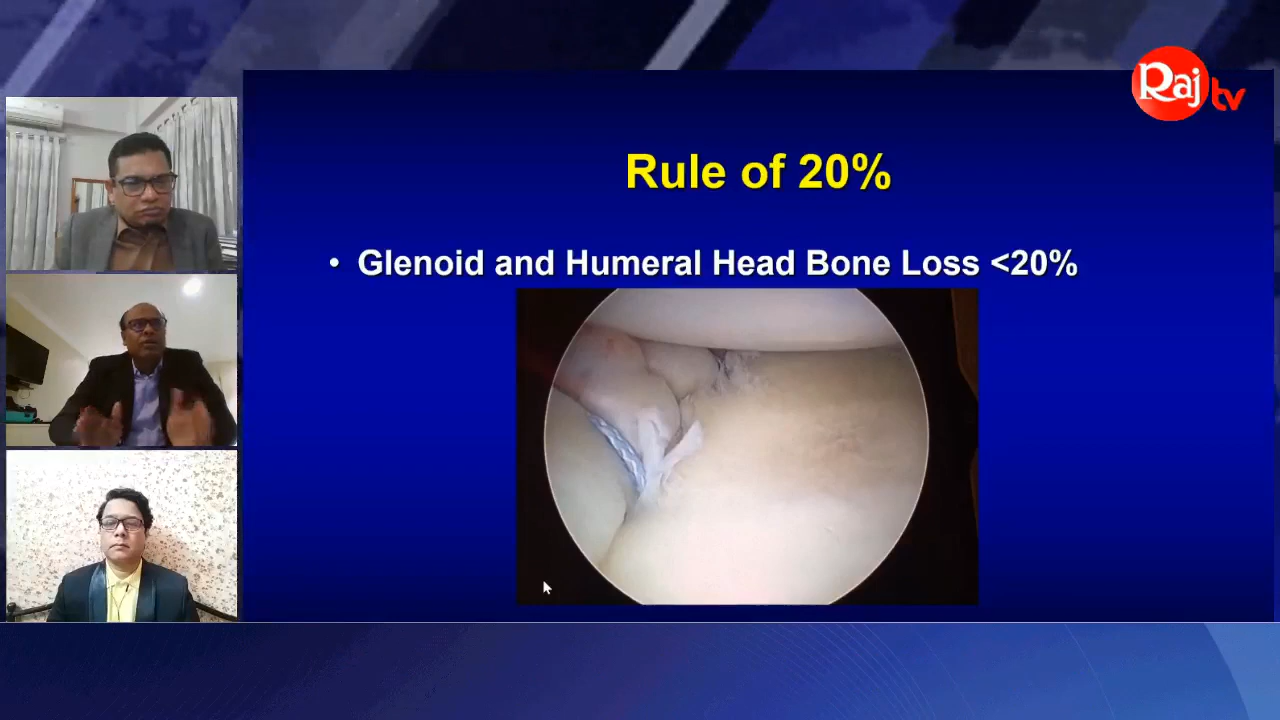 Raj tv
Rule of 20%
• Glenoid and Humeral Head Bone Loss <20%